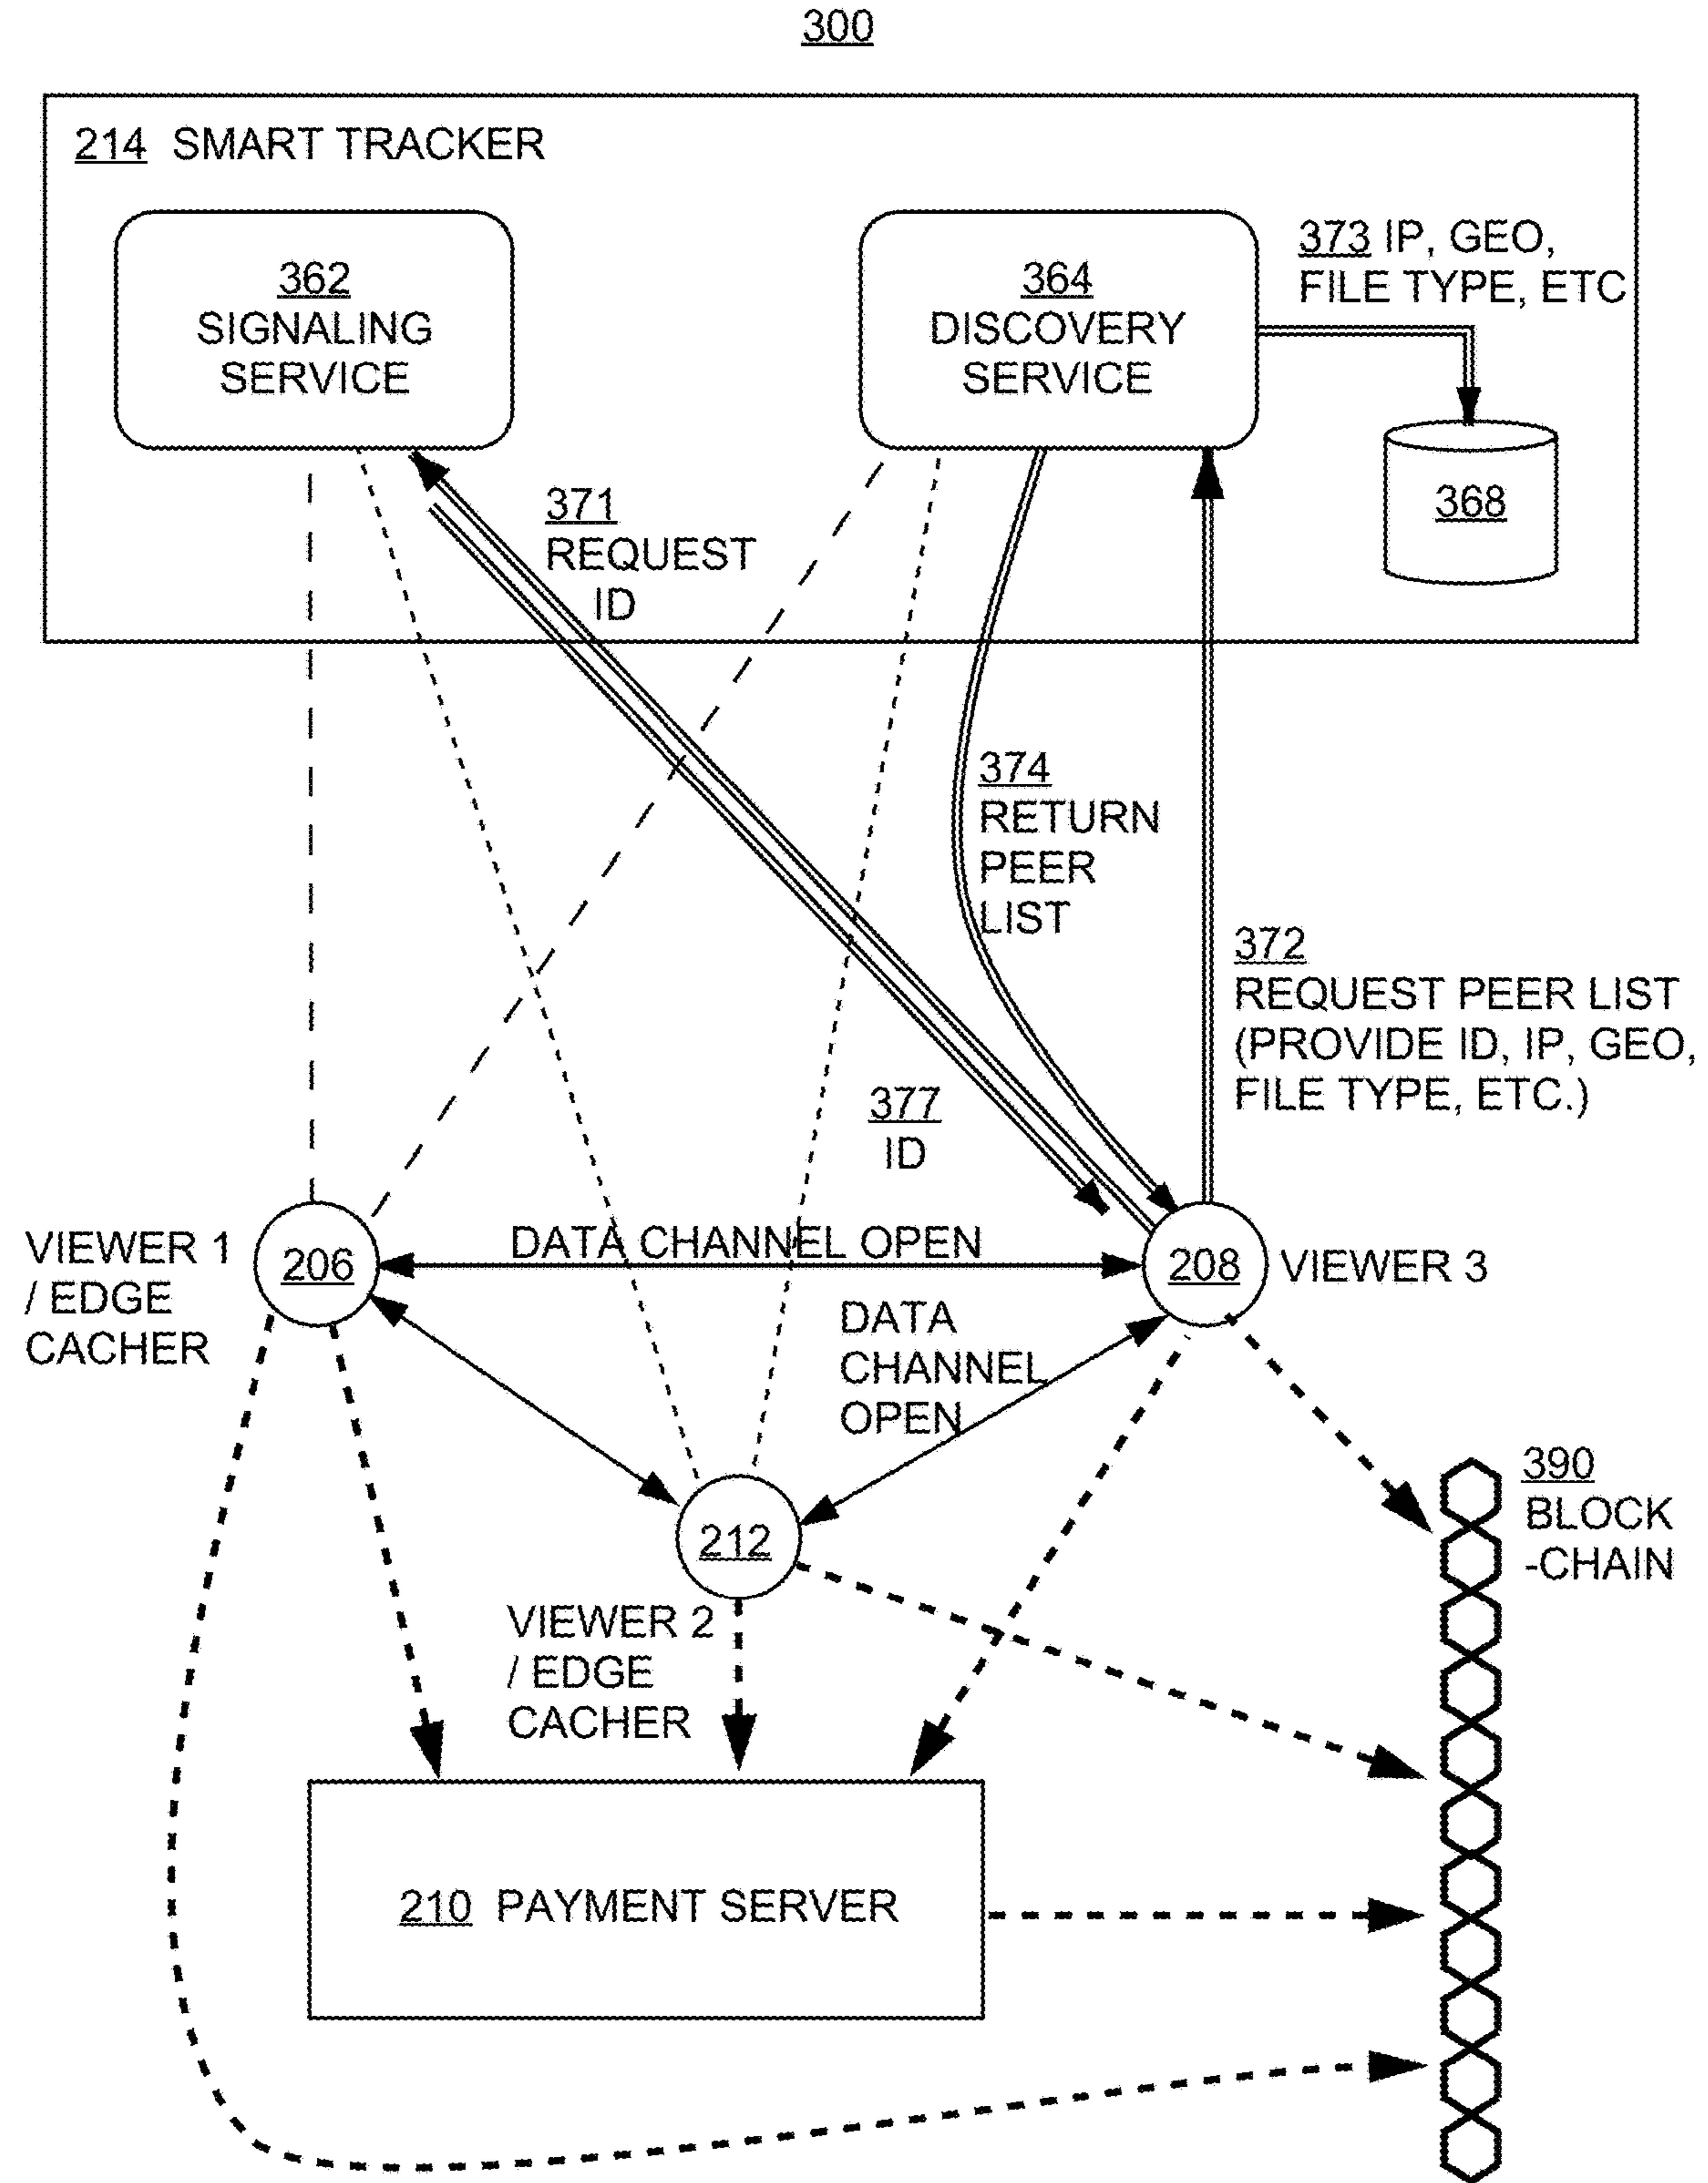 300
214 SMART TRACKER
362
SIGNALING
SERVICE
364
DISCOVERY
SERVICE
373 IP, GEO,
FILE TYPE, ETC
368
371
REQUEST
ID
374
RETURN
PEER
LIST
372
REQUEST PEER LIST
(PROVIDE ID, IP, GEO,
FILE TYPE, ETC.)
377
ID
VIEWER 1
/ EDGE
CACHER
206
DATA CHANNEL OPEN
208
VIEWER 3
DATA
CHANNEL
OPEN
212
VIEWER 2
/ EDGE
CACHER
390
BLOCK
-CHAIN
210 PAYMENT SERVER